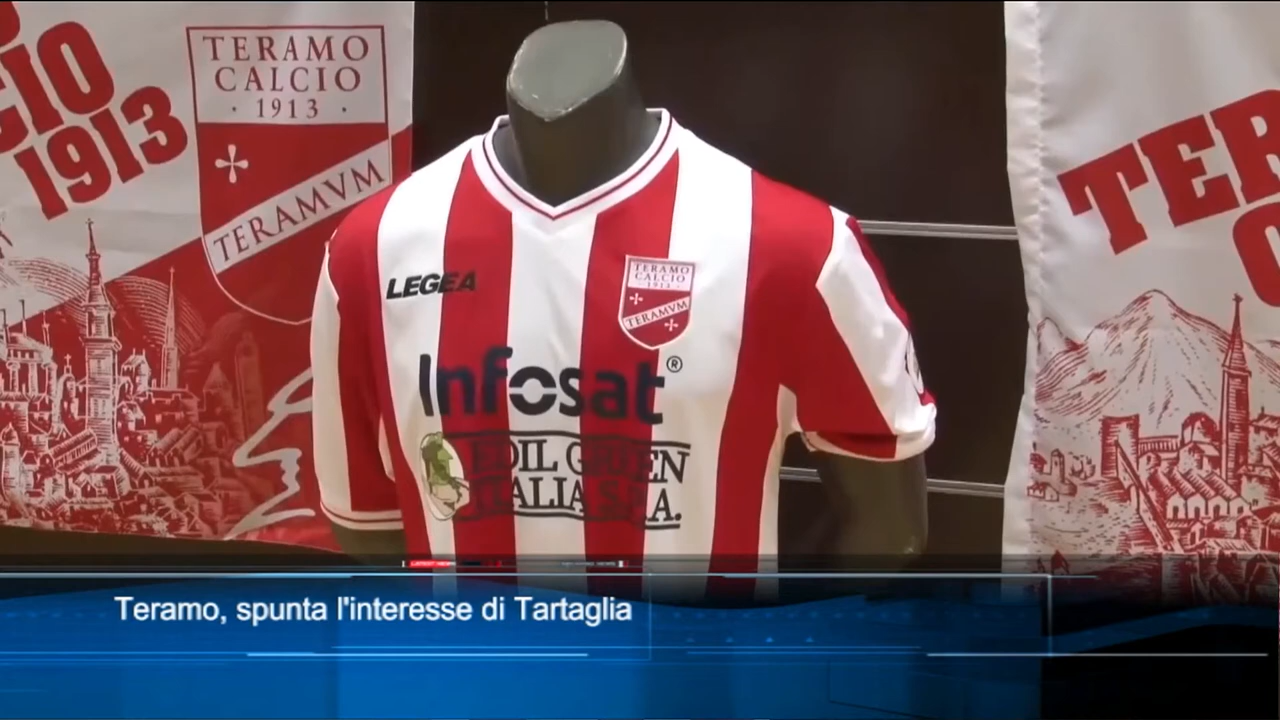 CIO
1913
TERAMO
CALCIO
· 1913 ·
TERAMVM
LEGEA
TERAMO
CALCIO
1913
TERAMVM
Infosat®
EDIL GREEN
ITALIA S.P.A.
TER
Teramo, spunta l'interesse di Tartaglia